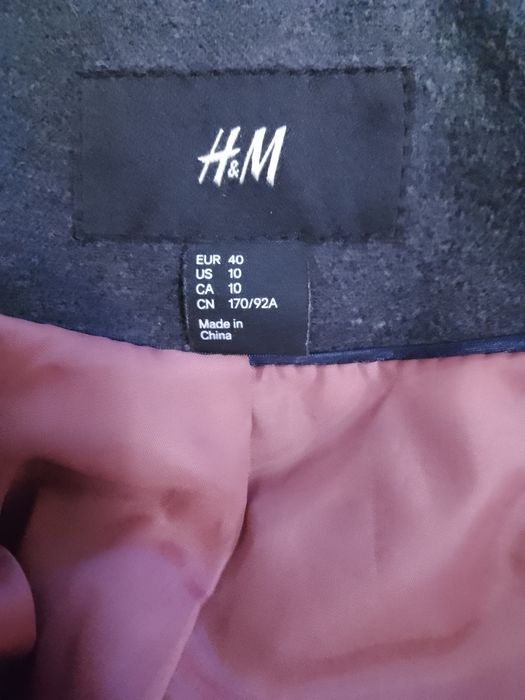 H&M
EUR 40
US 10
CA 10
CN 170/92A
Made in
China